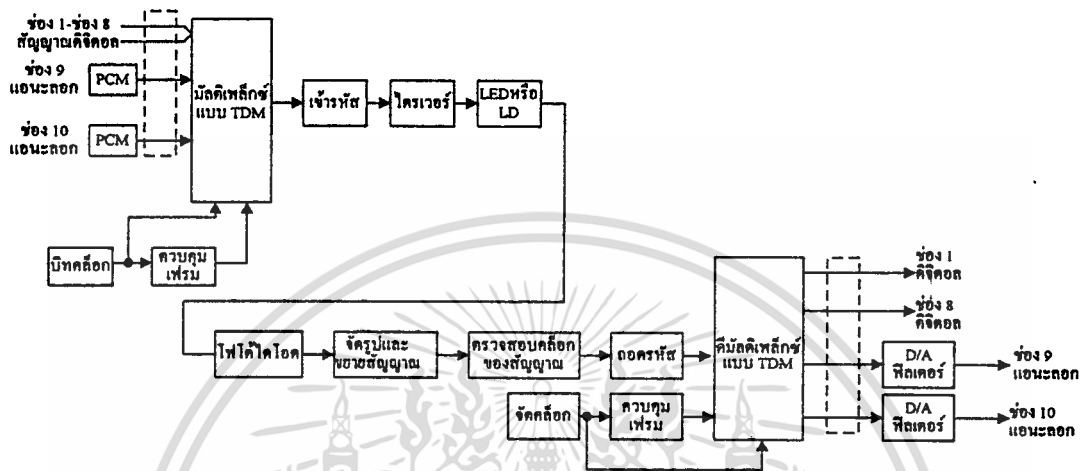 ช่อง 1-ช่อง 8
สัญญาณดิจิตอล
ช่อง 9
แอนะลอก
PCM
ช่อง 10
แอนะลอก
PCM
มัลติเพล็กซ์
แบบ TDM
เข้ารหัส
ไดรเวอร์
LEDหรือ
LD
บิทคล็อก
ควบคุม
เฟรม
โฟโต้ไดโอด
จัดรูปและ
ขยายสัญญาณ
ตรวจสอบคล็อก
ของสัญญาณ
ถอดรหัส
ดีมัลติเพล็กซ์
แบบ TDM
จัดคล็อก
ควบคุม
เฟรม
ช่อง 1
ดิจิตอล
ช่อง 8
ดิจิตอล
D/A
ฟิลเตอร์
ช่อง 9
แอนะลอก
D/A
ฟิลเตอร์
ช่อง 10
แอนะลอก